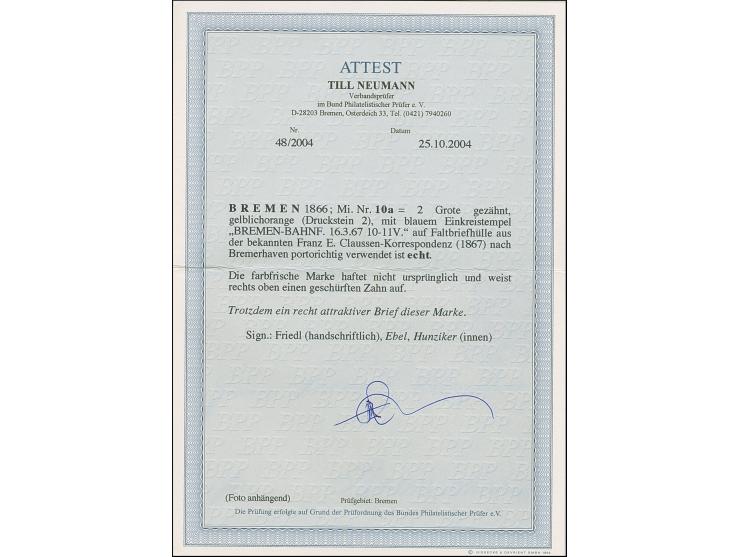 ATTEST
TILL NEUMANN
Verbandsprüfer
im Bund Philatelistischer Prüfer e. V.
D-28203 Bremen, Osterdeich 33, Tel. (0421) 7940260
Nr. Datum
48/2004 25.10.2004
BREMEN 1866; Mi. Nr. 10a = 2 Grote gezähnt,
gelblichorange (Druckstein 2), mit blauem Einkreistempel
„BREMEN-BAHNF. 16.3.67 10-11V.“ auf Faltbriefhülle aus
der bekannten Franz E. Claussen-Korrespondenz (1867) nach
Bremerhaven portorichtig verwendet ist echt.
Die farbfrische Marke haftet nicht ursprünglich und weist
rechts oben einen geschürften Zahn auf.
Trotzdem ein recht attraktiver Brief dieser Marke.
Sign.: Friedl (handschriftlich), Ebel, Hunziker (innen)
(Foto anhängend)
Prüfgebiet: Bremen
Die Prüfung erfolgte auf Grund der Prüfordnung des Bundes Philatelistischer Prüfer e.V.
© GIESECKE & DEVRIENT GMBH